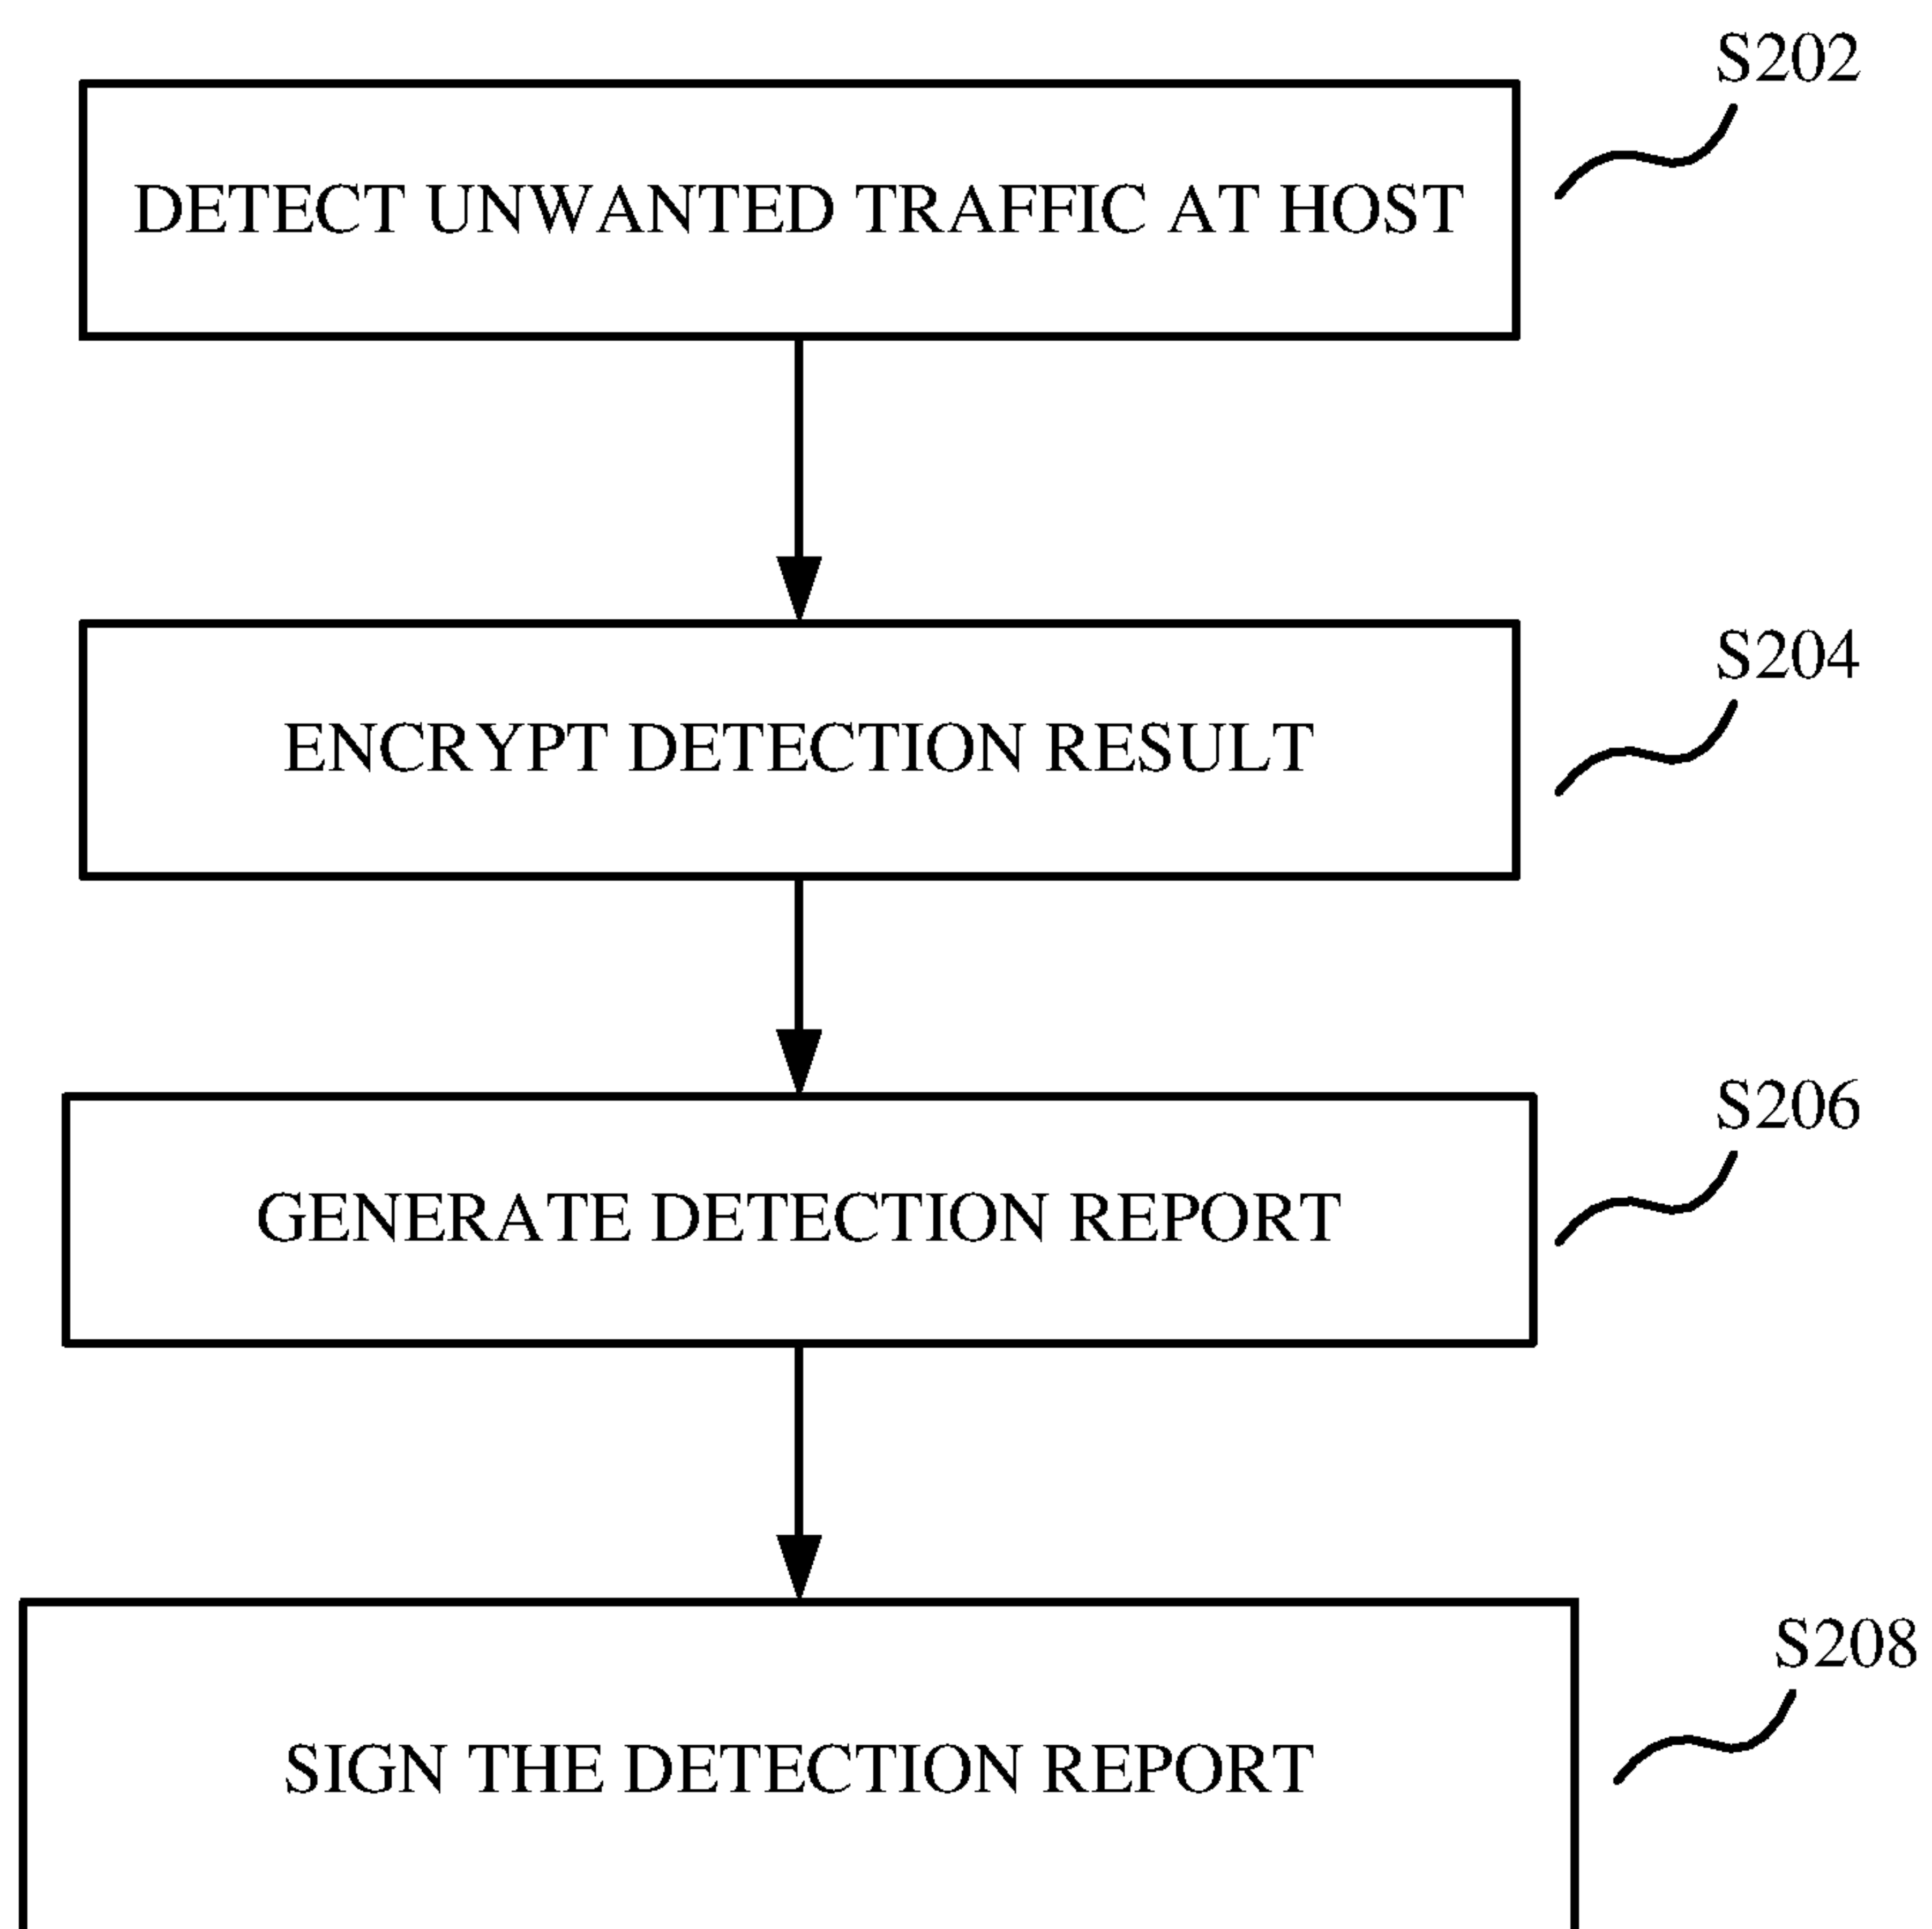 S202
DETECT UNWANTED TRAFFIC AT HOST
S204
ENCRYPT DETECTION RESULT
S206
GENERATE DETECTION REPORT
S208
SIGN THE DETECTION REPORT